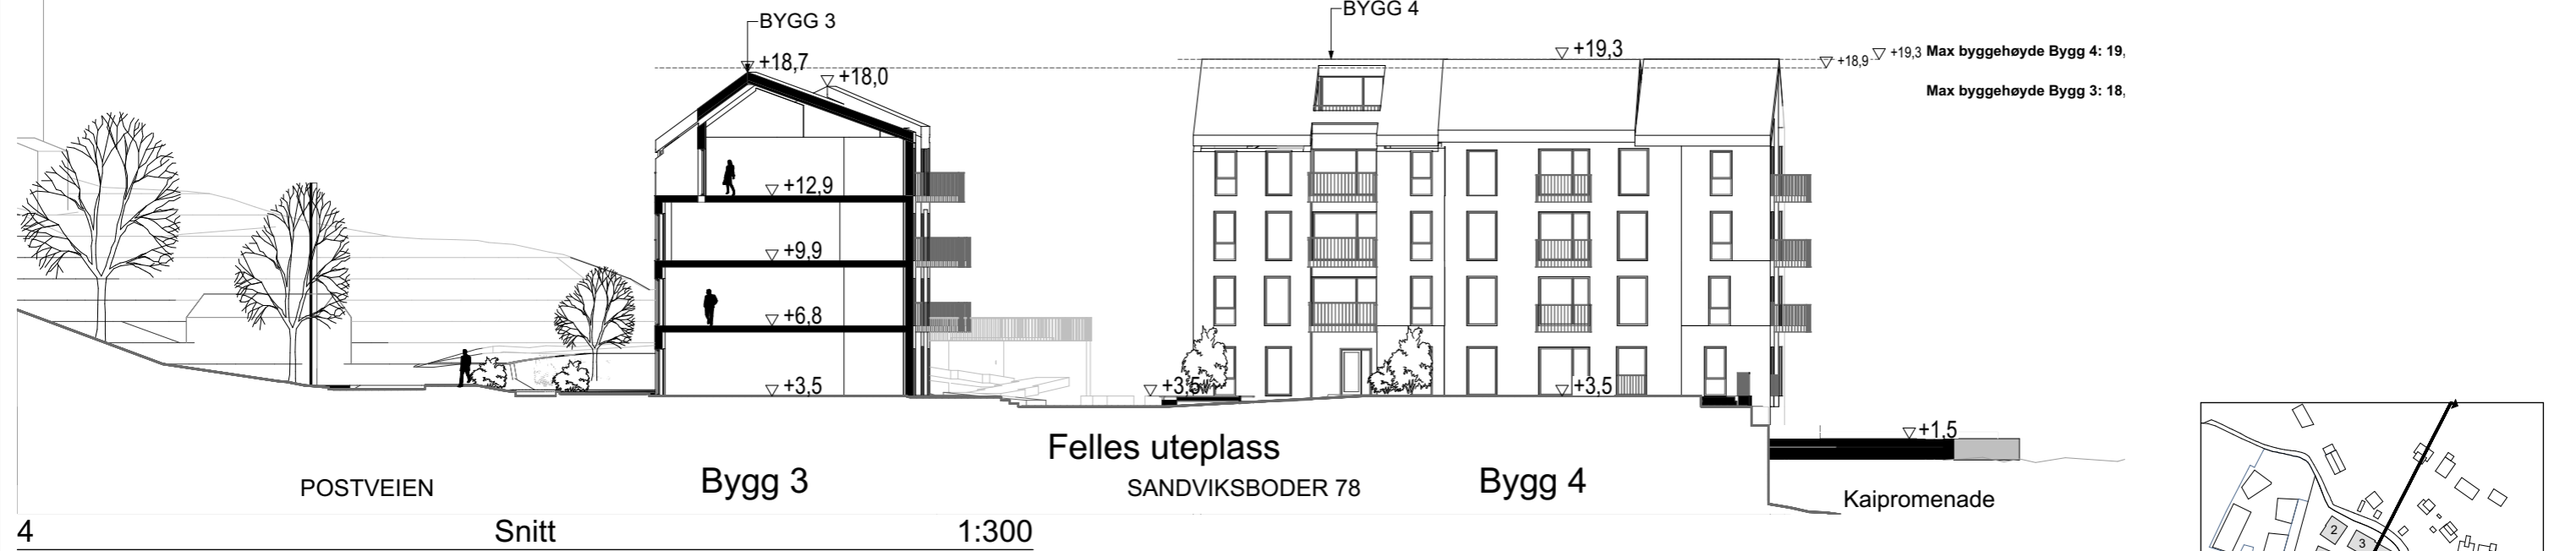 BYGG 3
BYGG 4
+18,7
+18,0
+19,3
+18,9
+19,3
Max byggehøyde Bygg 4: 19,
Max byggehøyde Bygg 3: 18,
+12,9
+9,9
+6,8
+3,5
+3,5
+3,5
+1,5
Felles uteplass
POSTVEIEN
Bygg 3
SANDVIKSBODER 78
Bygg 4
Kaipromenade
4 Snitt 1:300
2
3